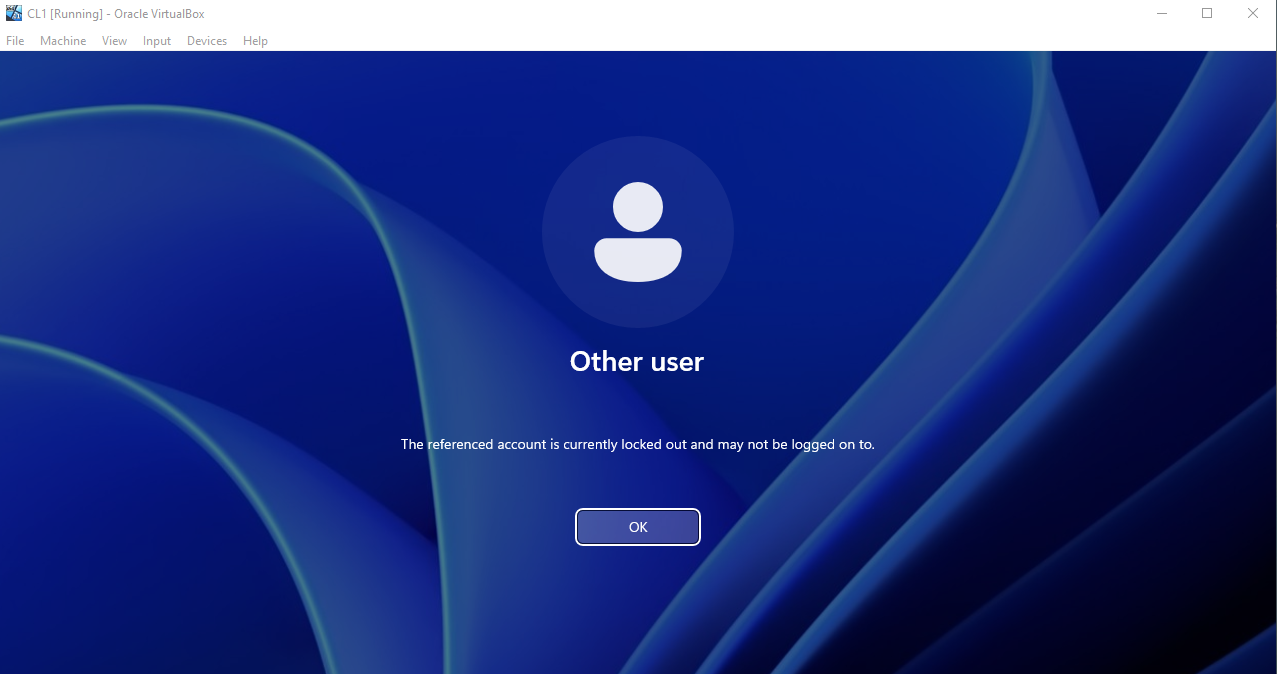 CL1 [Running] - Oracle VirtualBox
File Machine View Input Devices Help
Other user
The referenced account is currently locked out and may not be logged on to.
OK